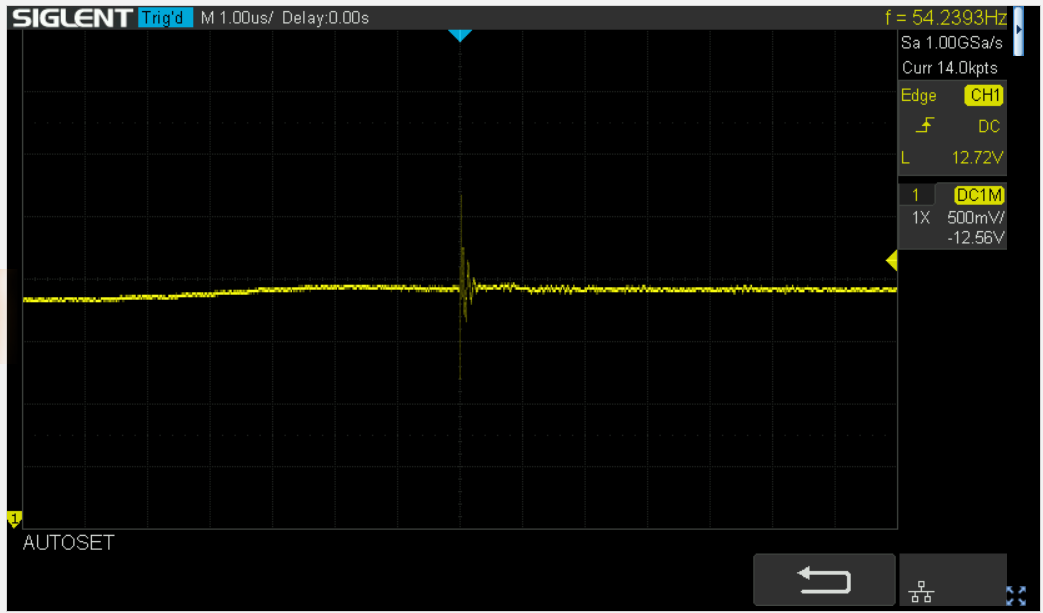 SIGLENT Trig'd M 1.00us/ Delay:0.00s f = 54.2393Hz
Sa 1.00GSa/s
Curr 14.0kpts
Edge CH1
DC
L 12.72V
1 DC1M
1X 500mV/
-12.56V
1
AUTOSET